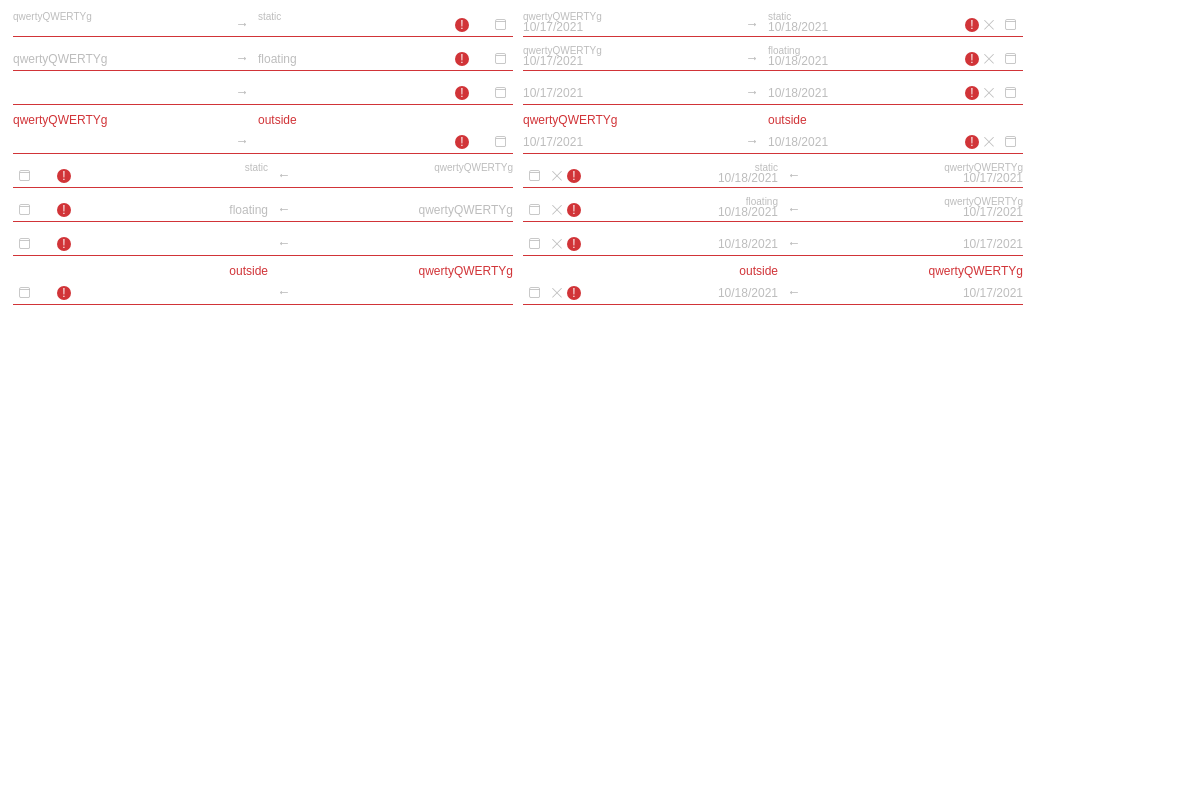 qwertyQWERTYg → static ! qwertyQWERTYg static
10/17/2021 → 10/18/2021 !
qwertyQWERTYg → floating ! qwertyQWERTYg floating
10/17/2021 → 10/18/2021 !
→ ! 10/17/2021 → 10/18/2021 !
qwertyQWERTYg outside qwertyQWERTYg outside
→ ! 10/17/2021 → 10/18/2021 !
! static ← qwertyQWERTYg static qwertyQWERTYg
! 10/18/2021 ← 10/17/2021
! floating ← qwertyQWERTYg floating qwertyQWERTYg
! 10/18/2021 ← 10/17/2021
! ← ! 10/18/2021 ← 10/17/2021
outside qwertyQWERTYg outside qwertyQWERTYg
! ← ! 10/18/2021 ← 10/17/2021